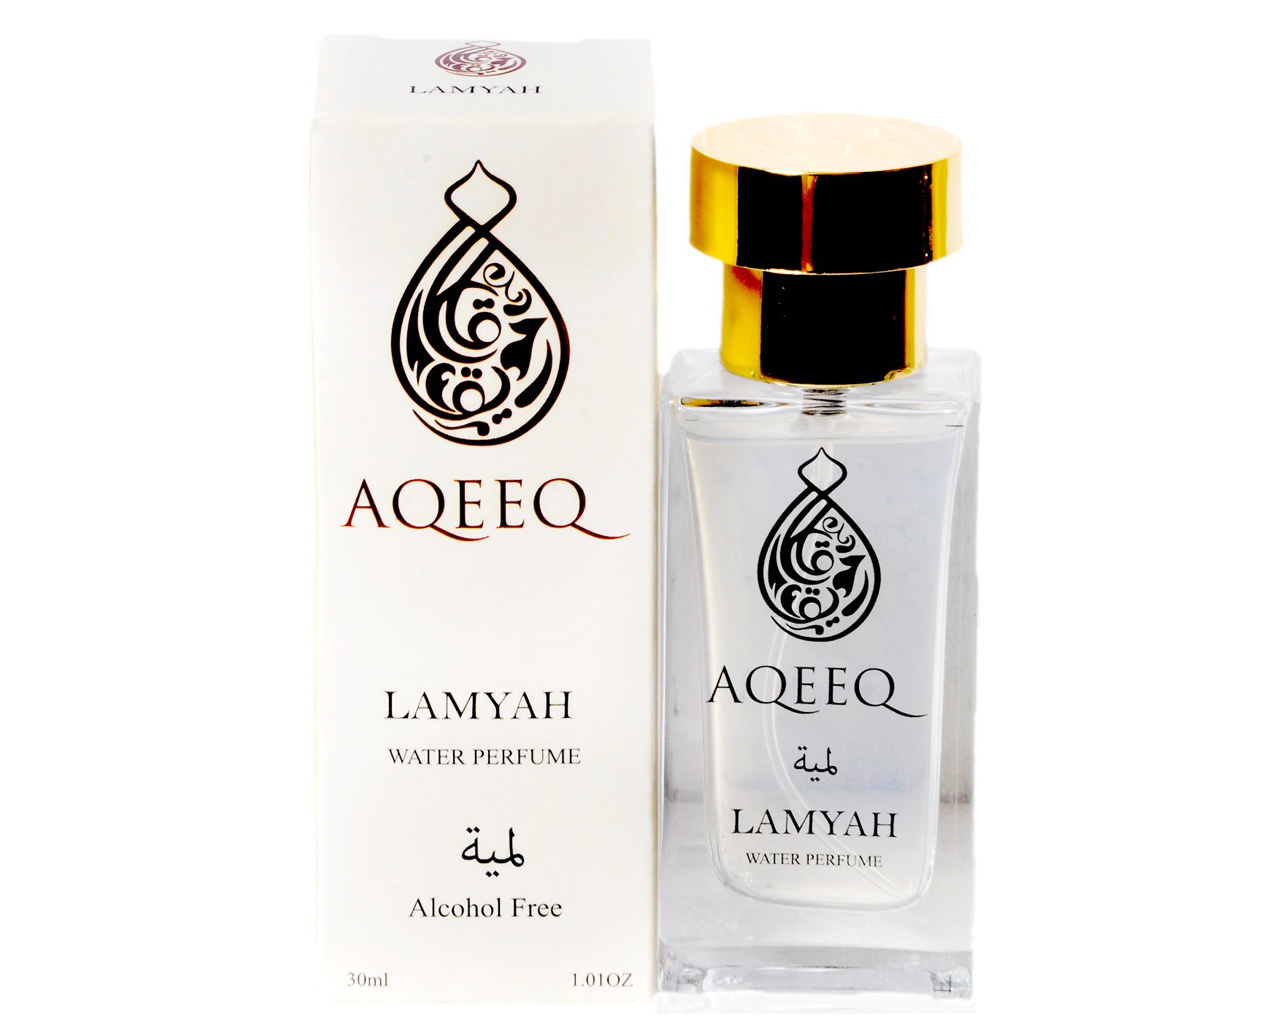 LAMYAH
AQEEQ
LAMYAH
WATER PERFUME
لمية
Alcohol Free
30ml
1.01OZ
AQEEQ
لمية
LAMYAH
WATER PERFUME